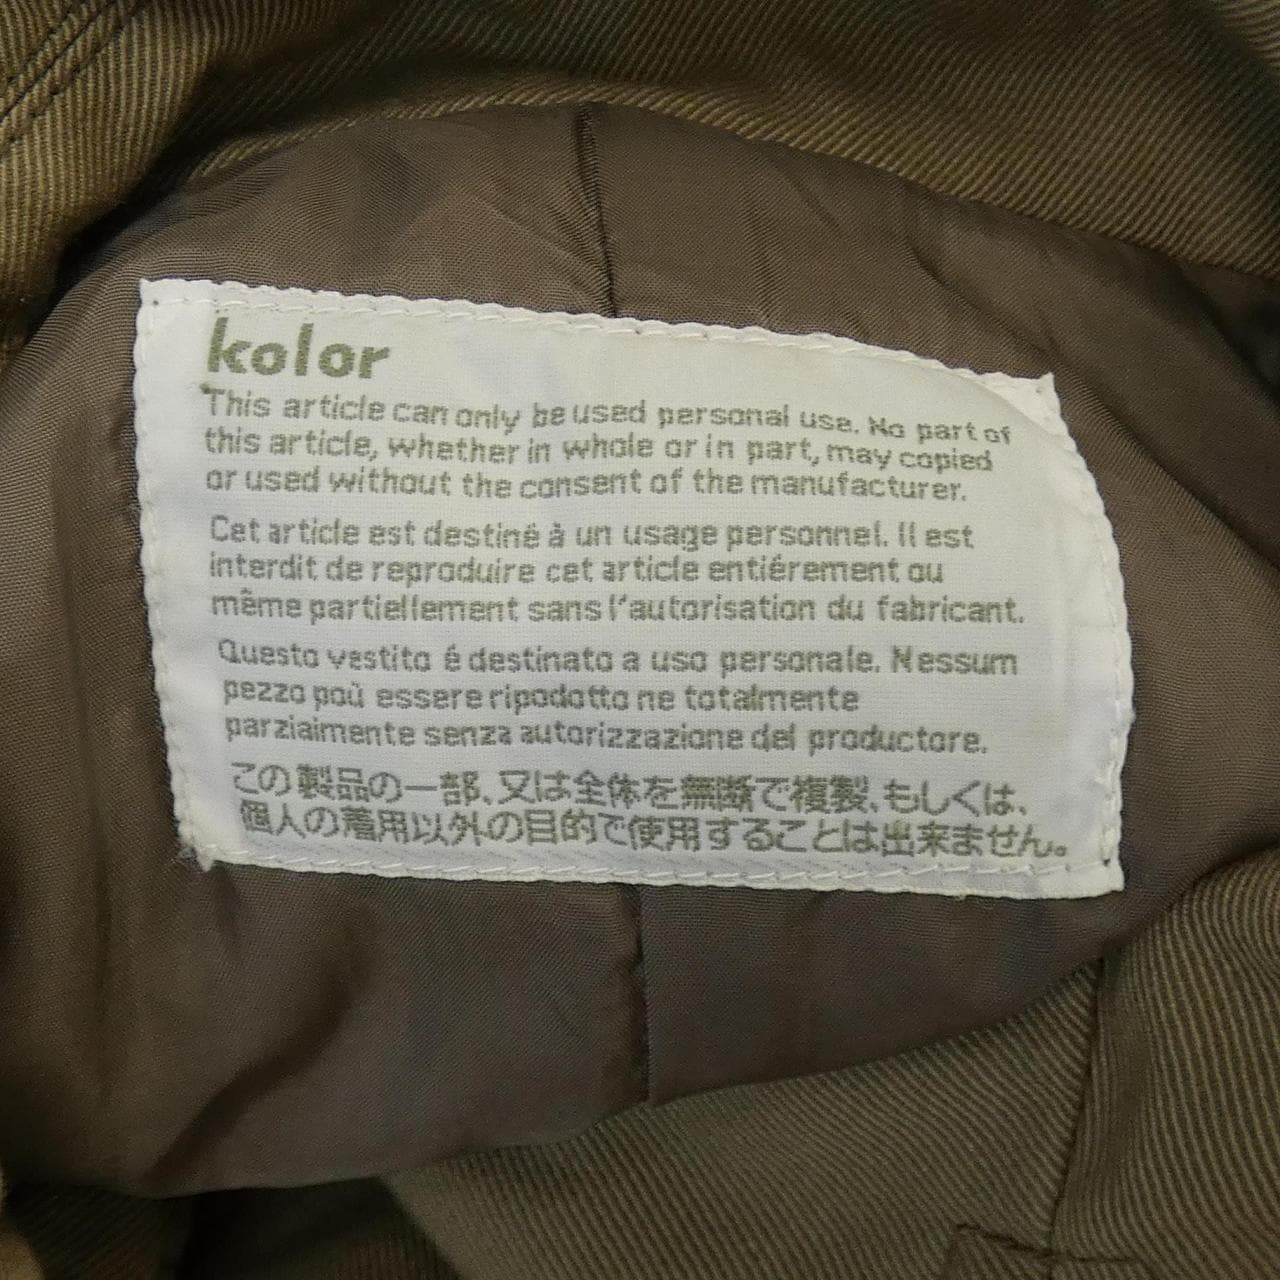 kolor
This article can only be used personal use. No part of
this article, whether in whole or in part, may copied
or used without the consent of the manufacturer.
Cet article est destiné à un usage personnel. Il est
interdit de reproduire cet article entiérement ou
même partiellement sans l'autorisation du fabricant.
Questo vestito é destinato a uso personale. Nessum
pezzo poù essere ripodotto ne totalmente
parziaimente senza autorizzazione del productore.
この製品の一部、又は全体を無断で複製、もしくは、
個人の着用以外の目的で使用することは出来ません。